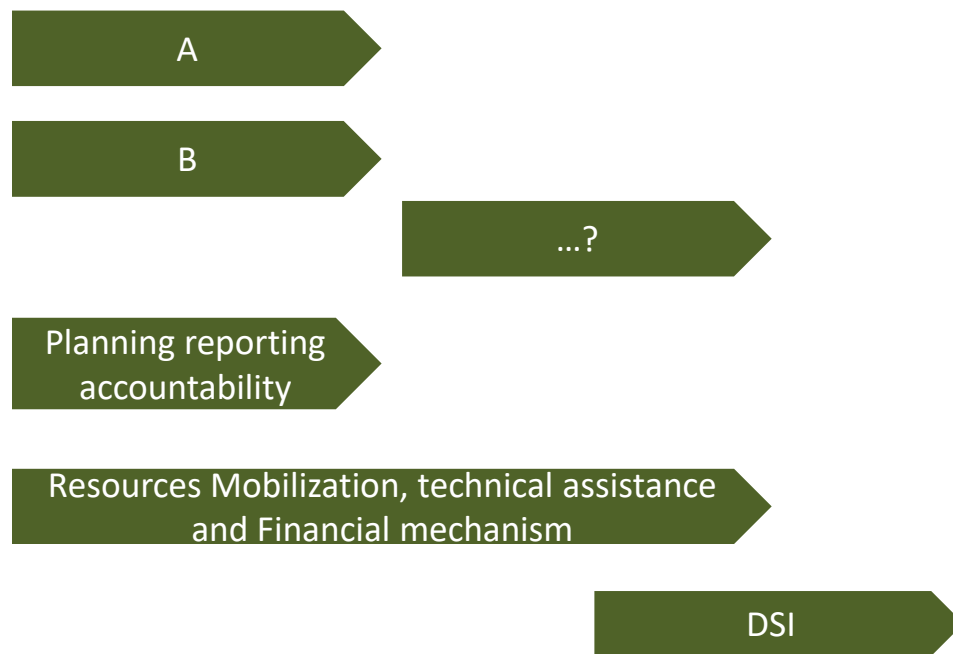 A
B
...?
Planning reporting
accountability
Resources Mobilization, technical assistance
and Financial mechanism
DSI